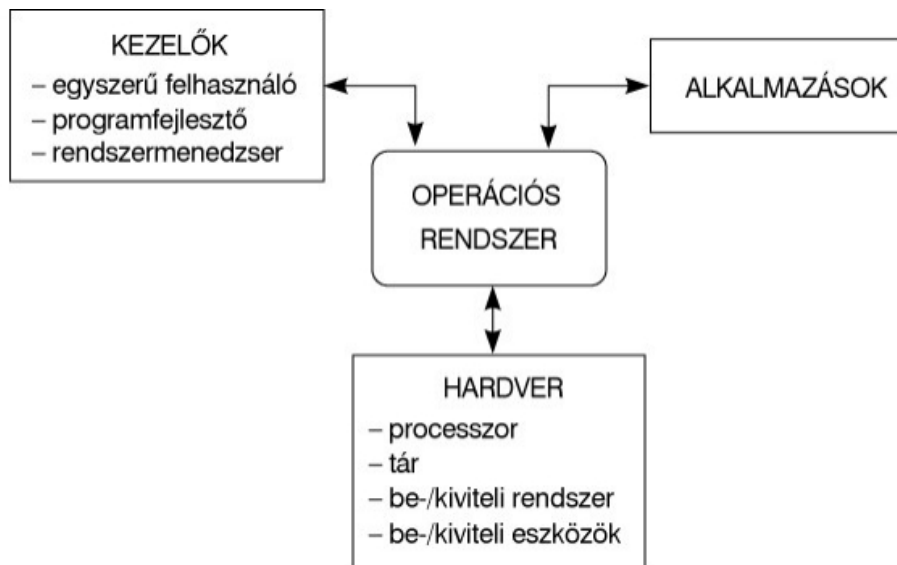 KEZELŐK
– egyszerű felhasználó
– programfejlesztő
– rendszermenedzser
ALKALMAZÁSOK
OPERÁCIÓS
RENDSZER
HARDVER
– processzor
– tár
– be-/kiviteli rendszer
– be-/kiviteli eszközök